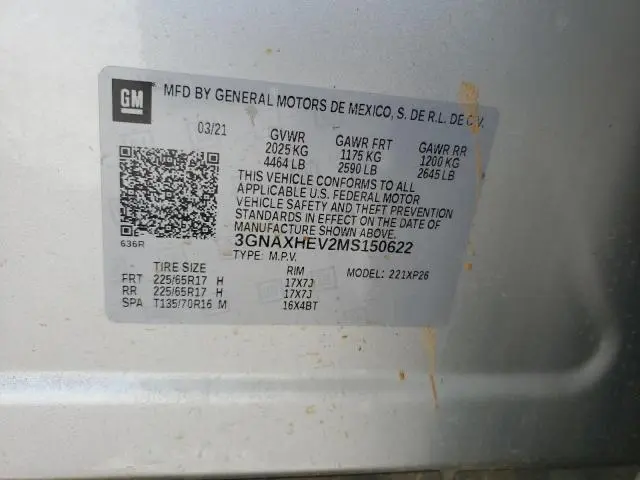 GM
MFD BY GENERAL MOTORS DE MEXICO, S. DE R.L. DE C.V.
03/21 GVWR GAWR FRT GAWR RR
2025 KG 1175 KG 1200 KG
4464 LB 2590 LB 2645 LB
THIS VEHICLE CONFORMS TO ALL
APPLICABLE U.S. FEDERAL MOTOR
VEHICLE SAFETY AND THEFT PREVENTION
STANDARDS IN EFFECT ON THE DATE OF
MANUFACTURE SHOWN ABOVE.
636R
3GNAXHEV2MS150622
TYPE: M.P.V.
MODEL: 221XP26
TIRE SIZE RIM
FRT 225/65R17 H 17X7J
RR 225/65R17 H 17X7J
SPA T135/70R16 M 16X4BT